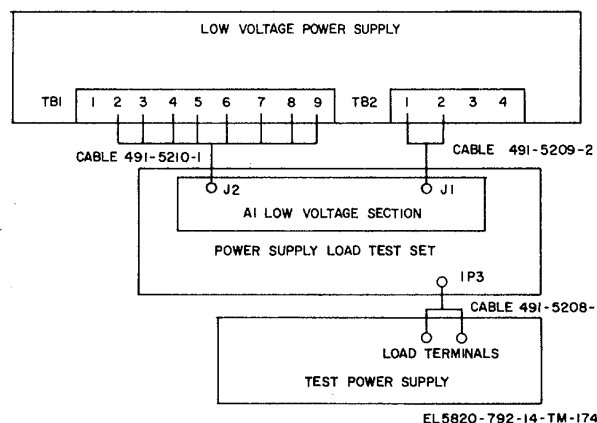 LOW VOLTAGE POWER SUPPLY
TB1 1 2 3 4 5 6 7 8 9 TB2 1 2 3 4
CABLE 491-5210-1
CABLE 491-5209-2
J2
J1
A1 LOW VOLTAGE SECTION
POWER SUPPLY LOAD TEST SET
1P3
CABLE 491-5208-
LOAD TERMINALS
TEST POWER SUPPLY
EL5820-792-14-TM-174